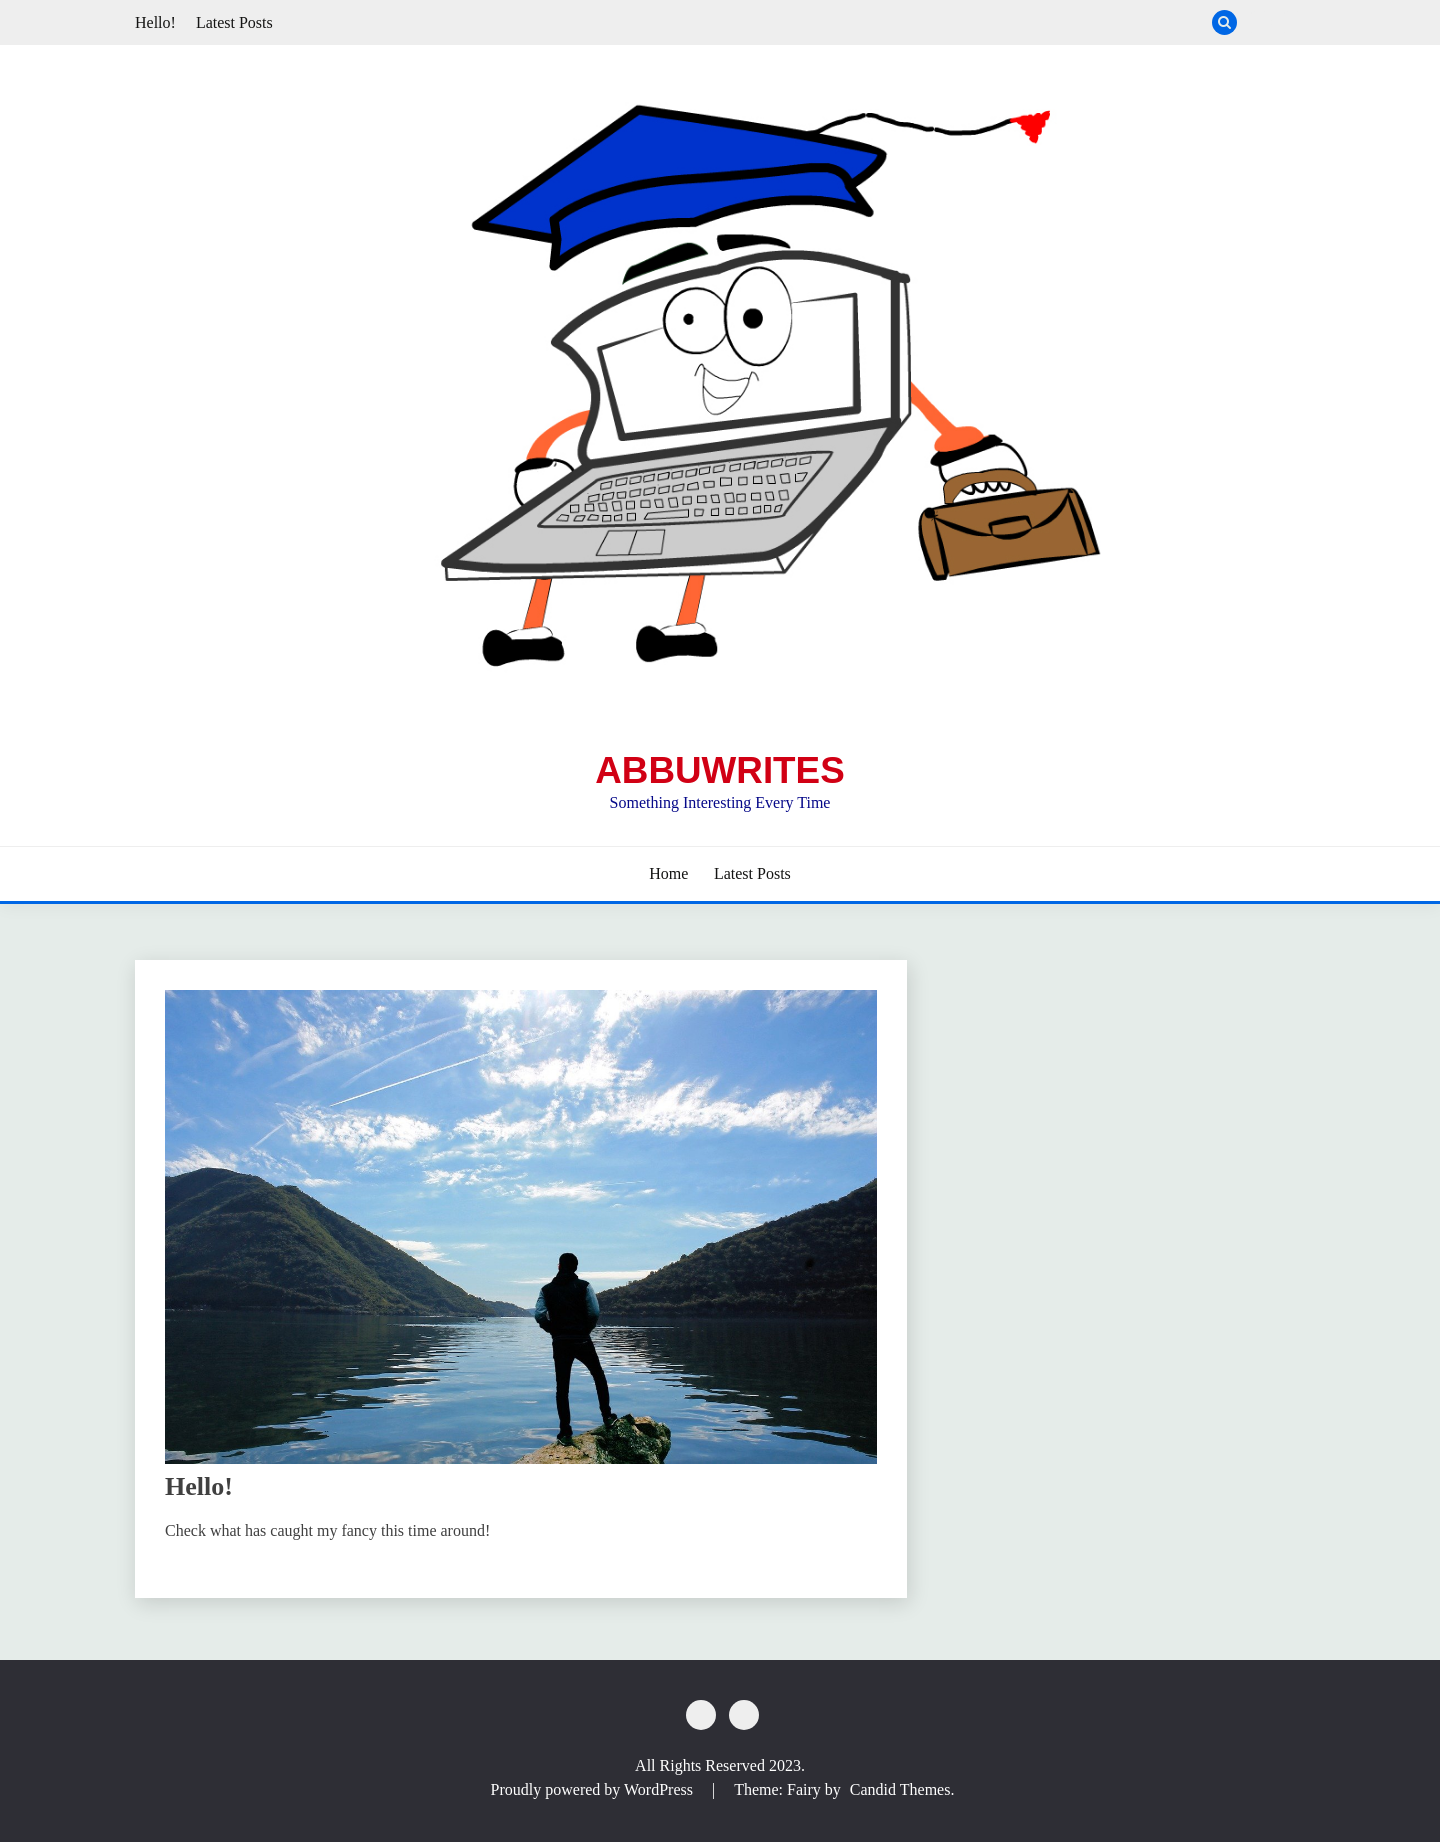 Hello! Latest Posts
ABBUWRITES
Something Interesting Every Time
Home Latest Posts
Hello!
Check what has caught my fancy this time around!
All Rights Reserved 2023.
Proudly powered by WordPress | Theme: Fairy by Candid Themes.